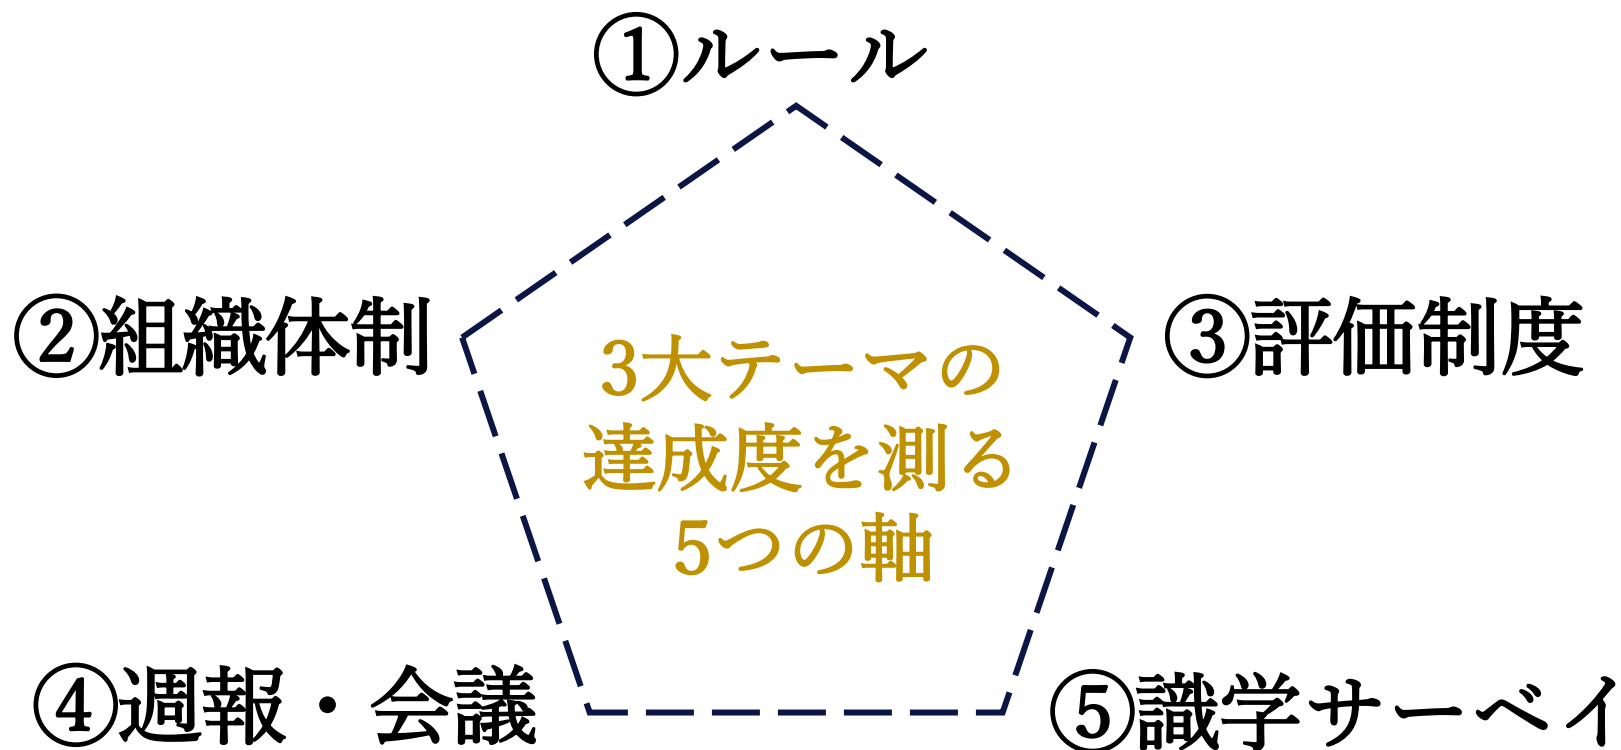 ①ルール
②組織体制
③評価制度
3大テーマの
達成度を測る
5つの軸
④週報・会議
⑤識学サーベイ